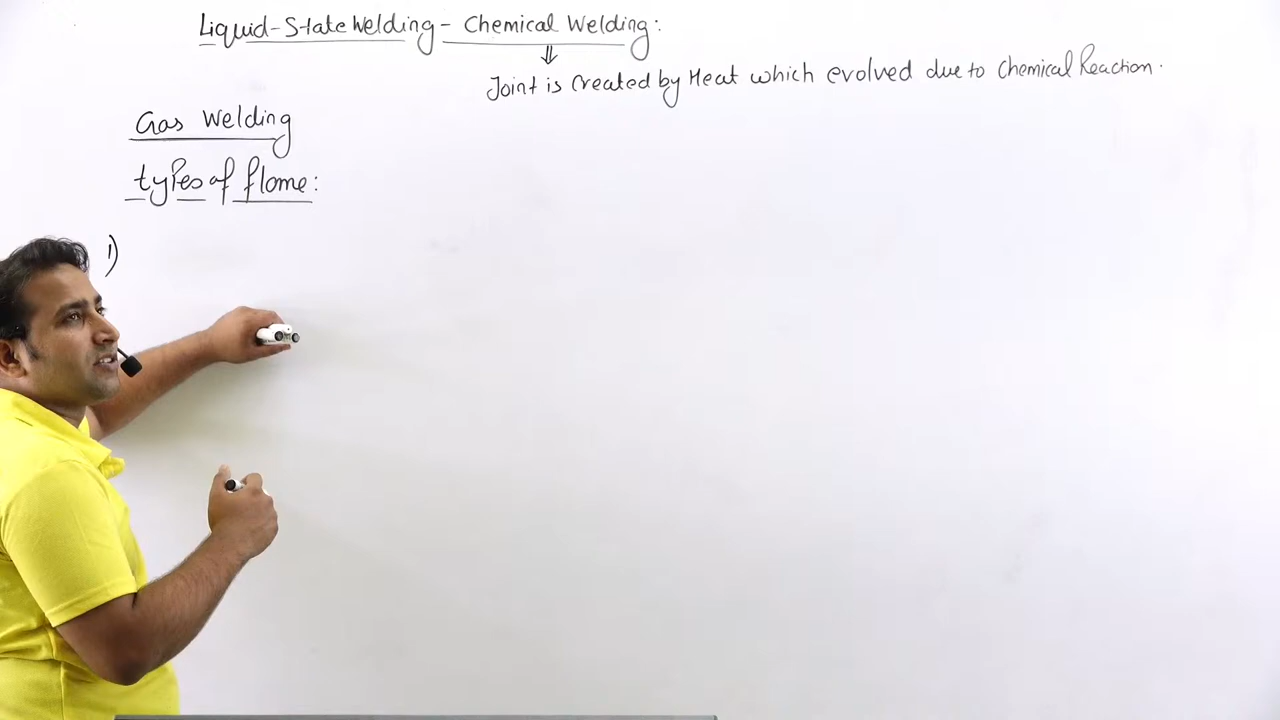 Liquid-State Welding - Chemical Welding:
⇓
Joint is created by Heat which evolved due to Chemical Reaction.
Gas Welding
types of flame:
1)